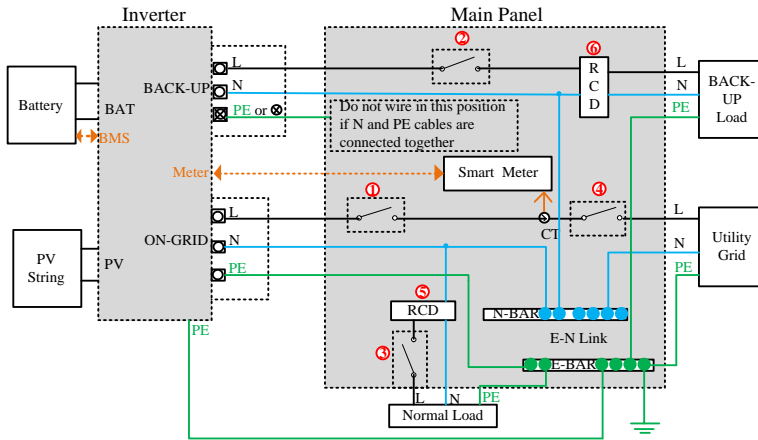 Inverter
Main Panel
②
⑥
L
L
Battery
BAT
BACK-UP
N
R
C
D
N
BACK-
UP
Load
PE or ⊗
PE
Do not wire in this position
if N and PE cables are
connected together
BMS
Meter
Smart Meter
①
④
L
L
CT
ON-GRID
N
N
Utility
Grid
PV
String
PV
PE
PE
⑤
RCD
N-BAR
PE
E-N Link
③
E-BAR
L
N
PE
Normal Load